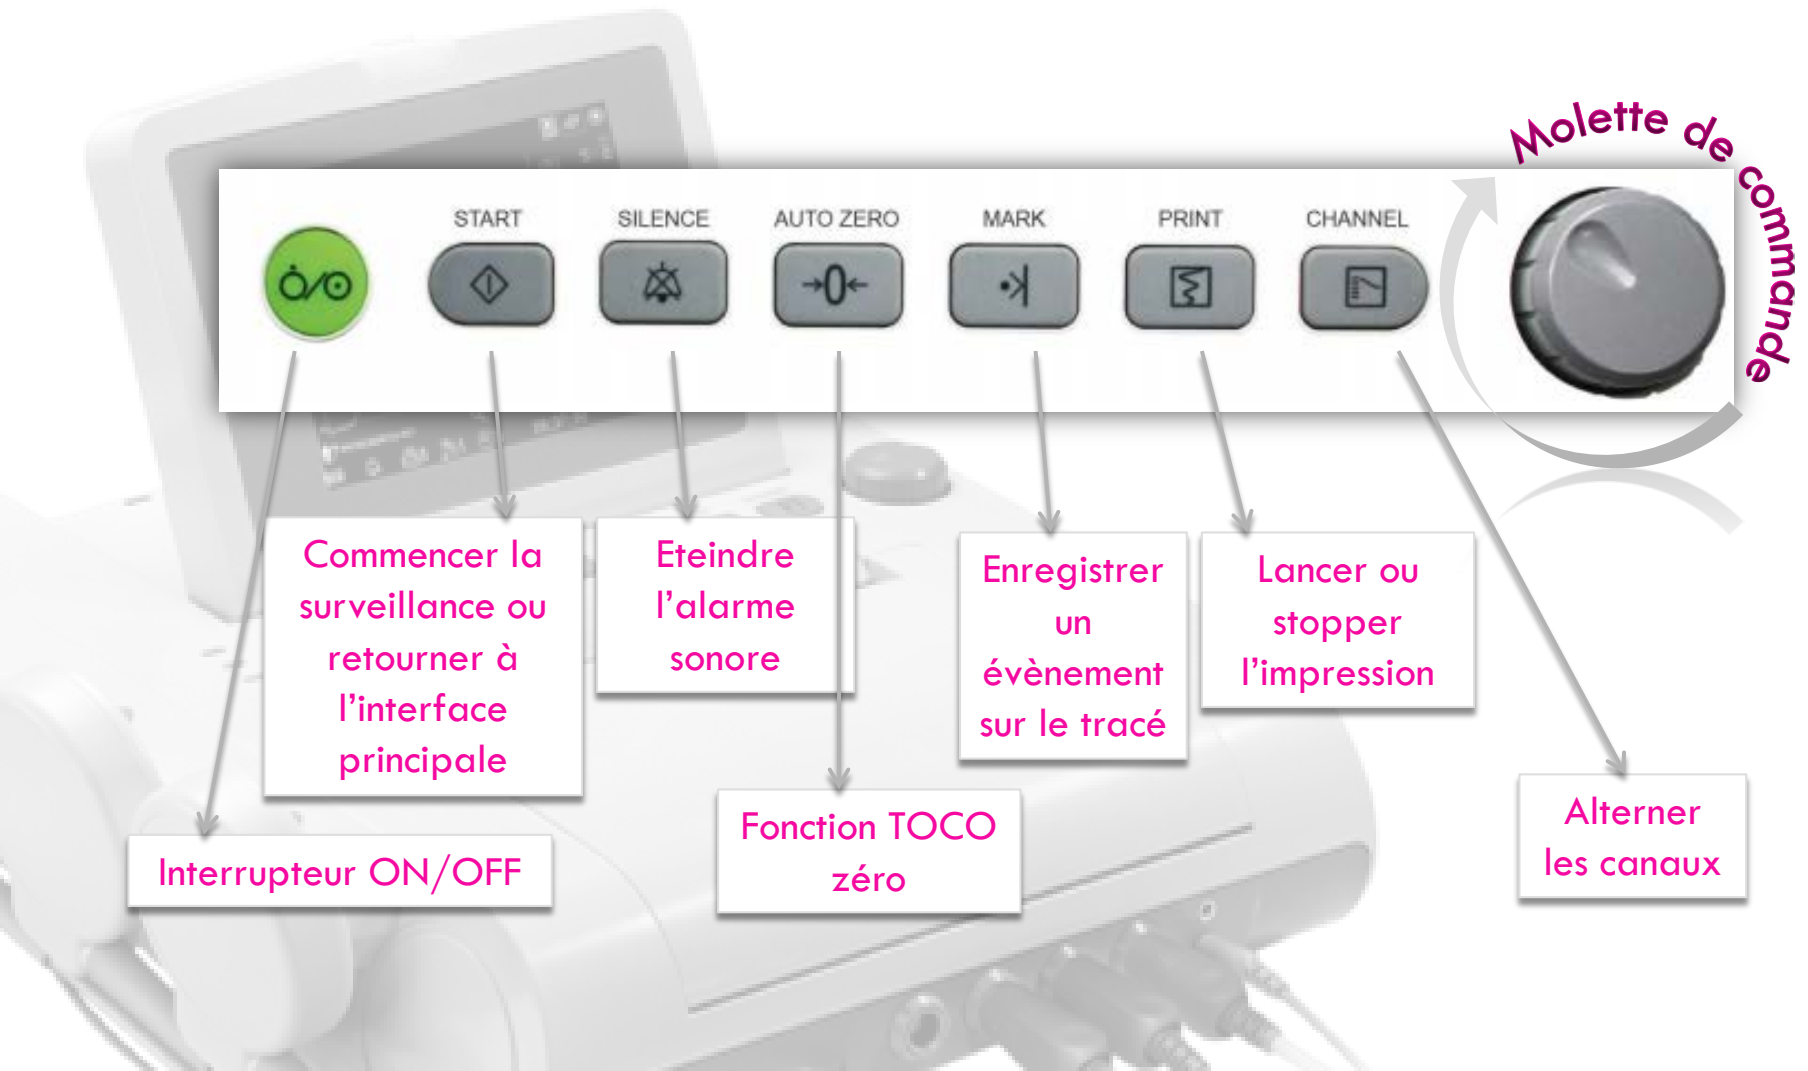 Molette de commande
START
SILENCE
AUTO ZERO
MARK
PRINT
CHANNEL
→0←
Commencer la
surveillance ou
retourner à
l’interface
principale
Eteindre
l’alarme
sonore
Enregistrer
un
évènement
sur le tracé
Lancer ou
stopper
l’impression
Interrupteur ON/OFF
Fonction TOCO
zéro
Alterner
les canaux